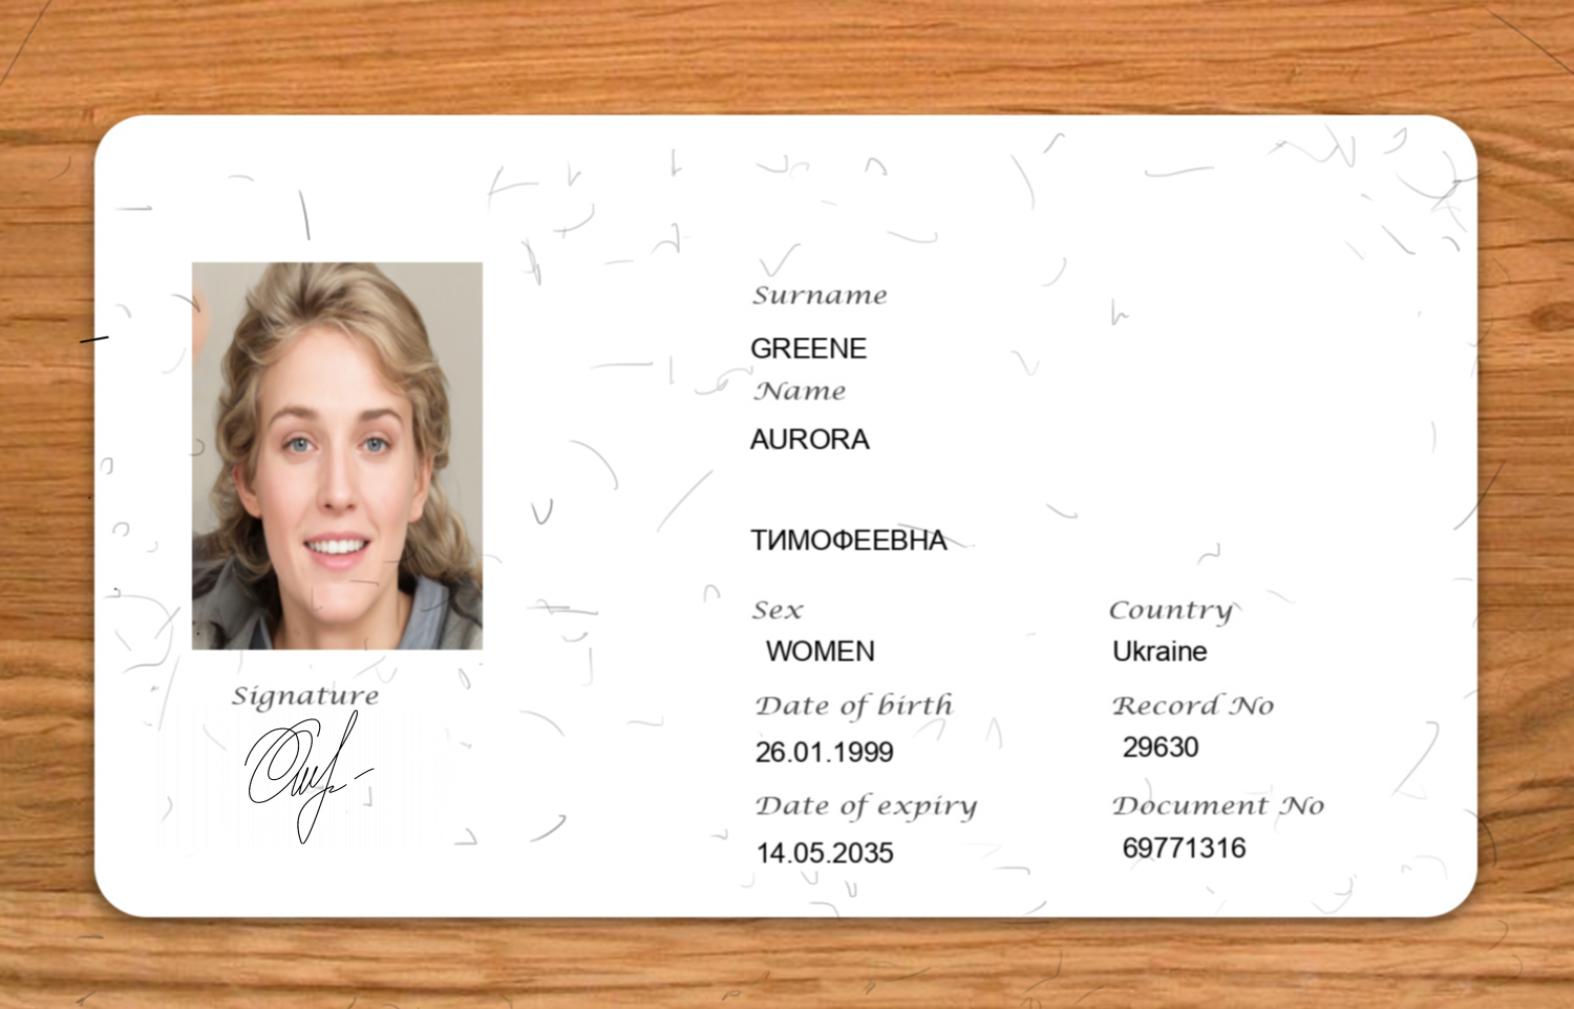 Surname
GREENE
Name
AURORA
ТИМОФЕЕВНА
Sex Country
WOMEN Ukraine
Date of birth Record No
26.01.1999 29630
Date of expiry Document No
14.05.2035 69771316
Signature